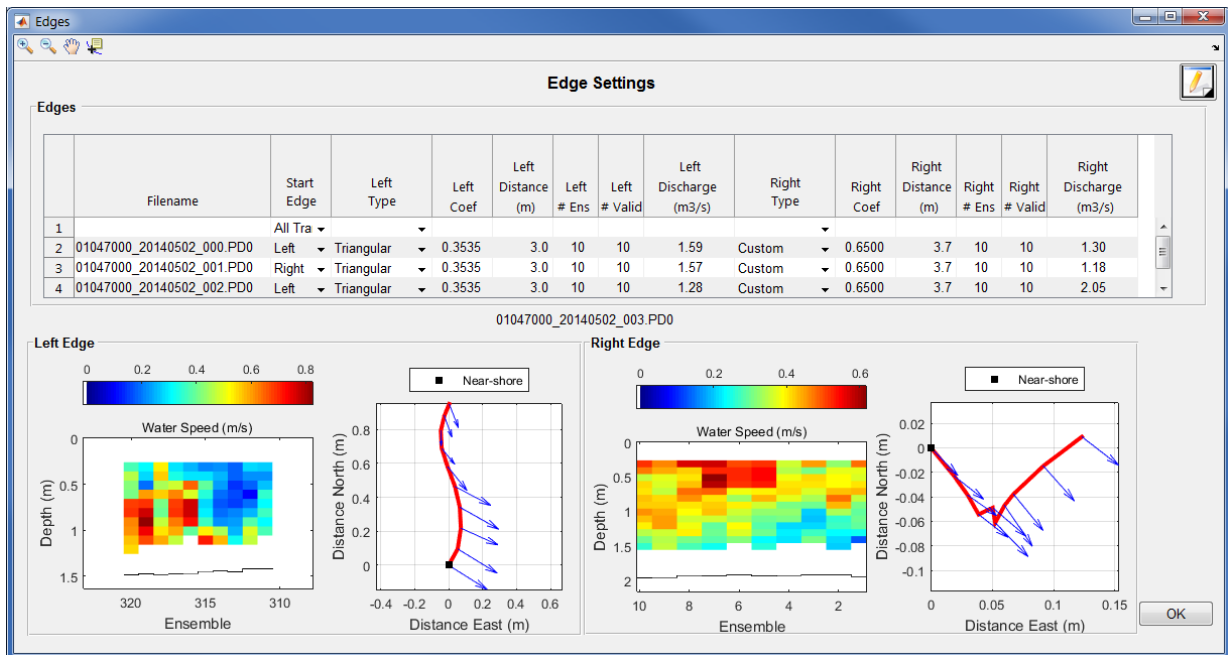 Edges
Edge Settings
Edges
Filename Start Edge Left Type Left Coef Left Distance (m) Left # Ens Left # Valid Left Discharge (m3/s) Right Type Right Coef Right Distance (m) Right # Ens Right # Valid Right Discharge (m3/s)
1 All Tra
2 01047000_20140502_000.PD0 Left Triangular 0.3535 3.0 10 10 1.59 Custom 0.6500 3.7 10 10 1.30
3 01047000_20140502_001.PD0 Right Triangular 0.3535 3.0 10 10 1.57 Custom 0.6500 3.7 10 10 1.18
4 01047000_20140502_002.PD0 Left Triangular 0.3535 3.0 10 10 1.28 Custom 0.6500 3.7 10 10 2.05
01047000_20140502_003.PD0
Left Edge
0 0.2 0.4 0.6 0.8
Water Speed (m/s)
Depth (m)
0
0.5
1
1.5
320 315 310
Ensemble
Near-shore
Distance North (m)
0.8
0.6
0.4
0.2
0
-0.4 -0.2 0 0.2 0.4 0.6
Distance East (m)
Right Edge
0 0.2 0.4 0.6
Water Speed (m/s)
Depth (m)
0
0.5
1
1.5
2
10 8 6 4 2
Ensemble
Near-shore
Distance North (m)
0.02
0
-0.02
-0.04
-0.06
-0.08
-0.1
0 0.05 0.1 0.15
Distance East (m)
OK